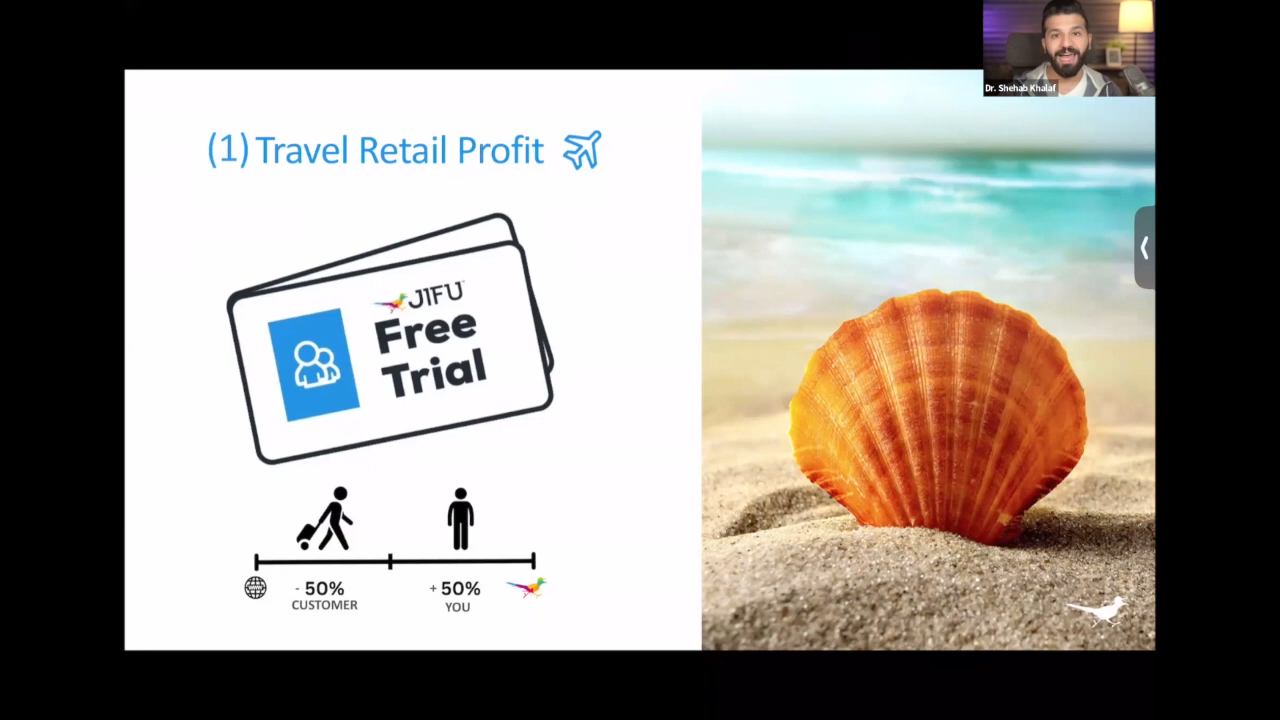 Dr. Shehab Khalaf
(1) Travel Retail Profit
JIFU
Free
Trial
- 50%
CUSTOMER
+ 50%
YOU